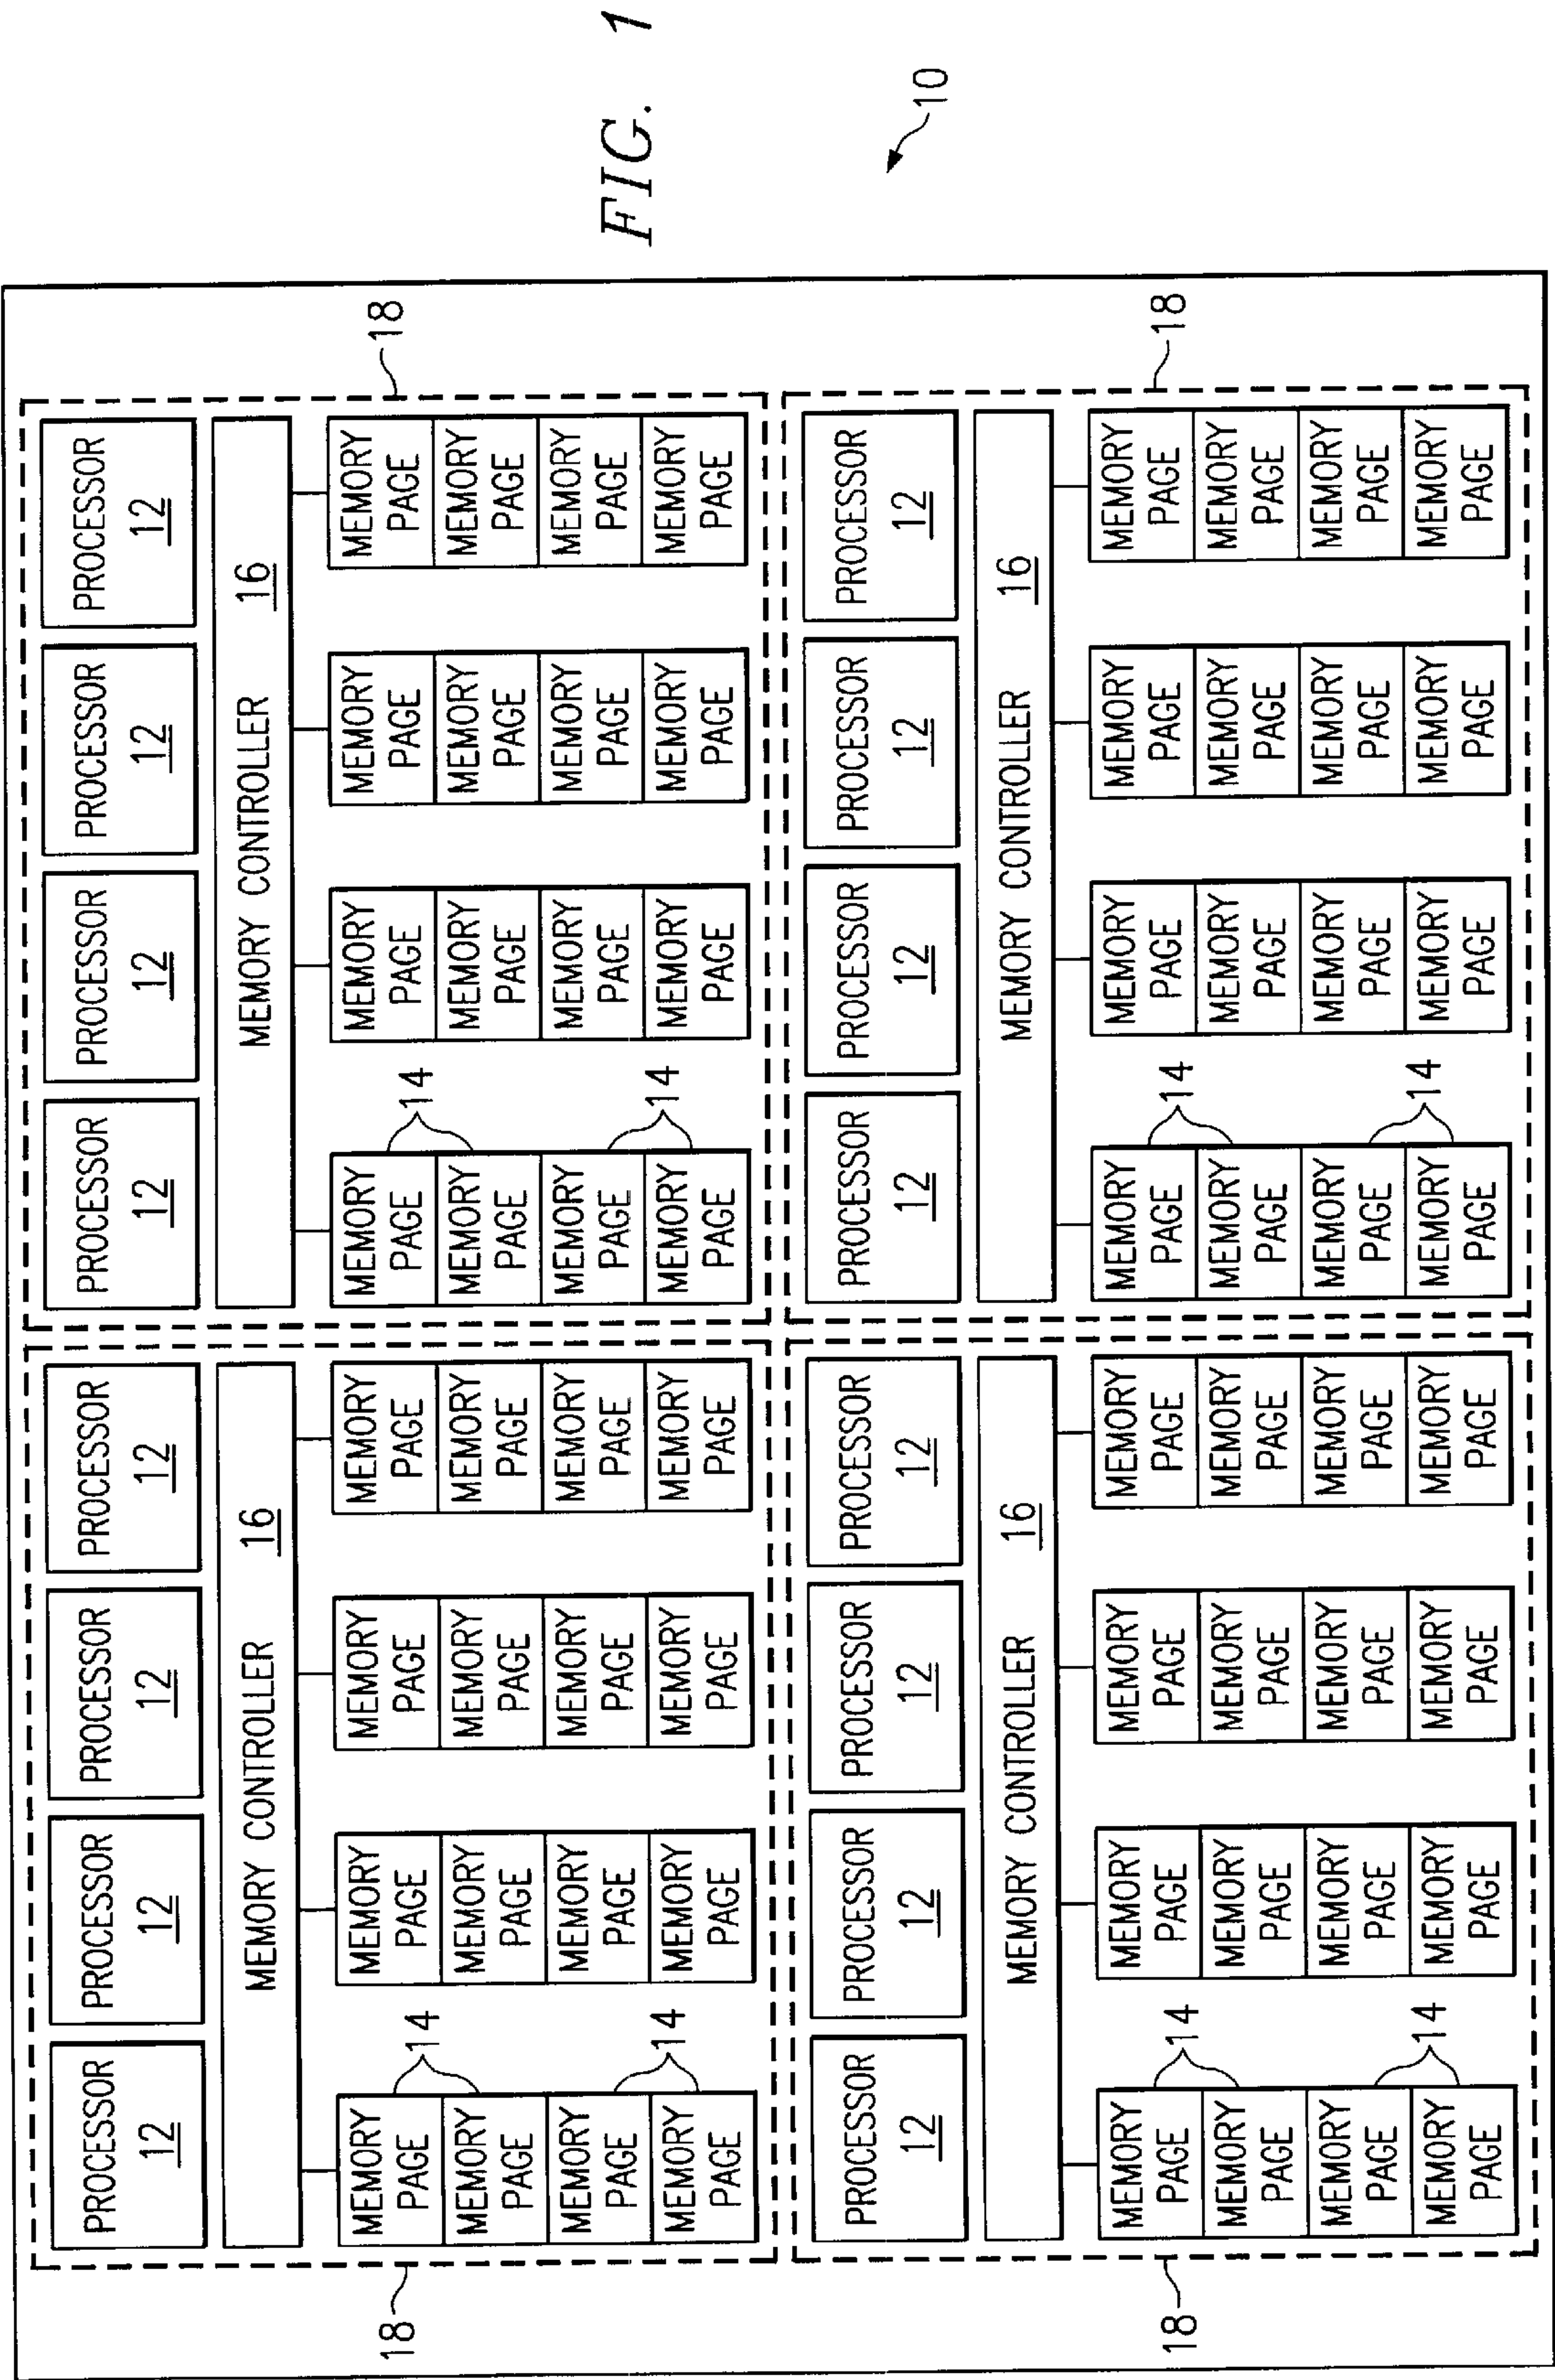 PROCESSOR PROCESSOR PROCESSOR PROCESSOR
12 12 12 12
MEMORY CONTROLLER 16
MEMORY MEMORY MEMORY MEMORY
PAGE PAGE PAGE PAGE
18 14
MEMORY MEMORY MEMORY MEMORY
PAGE PAGE PAGE PAGE
MEMORY MEMORY MEMORY MEMORY
PAGE PAGE PAGE PAGE
14
MEMORY MEMORY MEMORY MEMORY
PAGE PAGE PAGE PAGE
PROCESSOR PROCESSOR PROCESSOR PROCESSOR
12 12 12 12
MEMORY CONTROLLER 16
MEMORY MEMORY MEMORY MEMORY
PAGE PAGE PAGE PAGE
14 18
MEMORY MEMORY MEMORY MEMORY
PAGE PAGE PAGE PAGE
MEMORY MEMORY MEMORY MEMORY
PAGE PAGE PAGE PAGE
14
MEMORY MEMORY MEMORY MEMORY
PAGE PAGE PAGE PAGE
PROCESSOR PROCESSOR PROCESSOR PROCESSOR
12 12 12 12
MEMORY CONTROLLER 16
MEMORY MEMORY MEMORY MEMORY
PAGE PAGE PAGE PAGE
18 14
MEMORY MEMORY MEMORY MEMORY
PAGE PAGE PAGE PAGE
MEMORY MEMORY MEMORY MEMORY
PAGE PAGE PAGE PAGE
14
MEMORY MEMORY MEMORY MEMORY
PAGE PAGE PAGE PAGE
PROCESSOR PROCESSOR PROCESSOR PROCESSOR
12 12 12 12
MEMORY CONTROLLER 16
MEMORY MEMORY MEMORY MEMORY
PAGE PAGE PAGE PAGE
14 18
MEMORY MEMORY MEMORY MEMORY
PAGE PAGE PAGE PAGE
MEMORY MEMORY MEMORY MEMORY
PAGE PAGE PAGE PAGE
14
MEMORY MEMORY MEMORY MEMORY
PAGE PAGE PAGE PAGE
FIG. 1
10